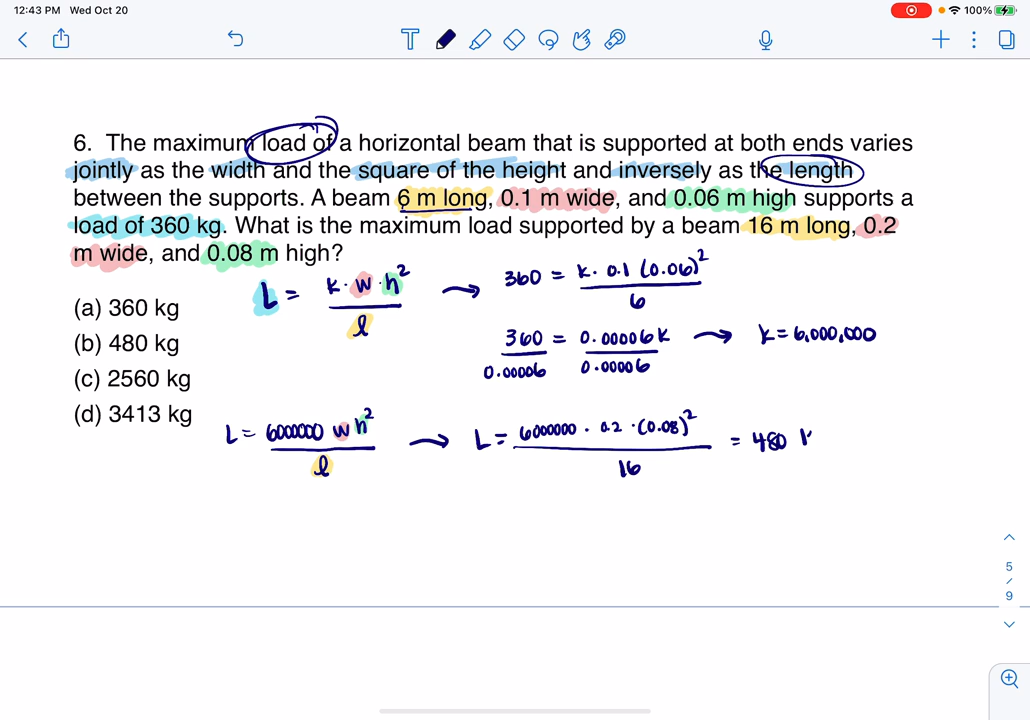 12:43 PM Wed Oct 20
100%
6. The maximum load of a horizontal beam that is supported at both ends varies
jointly as the width and the square of the height and inversely as the length
between the supports. A beam 6 m long, 0.1 m wide, and 0.06 m high supports a
load of 360 kg. What is the maximum load supported by a beam 16 m long, 0.2
m wide, and 0.08 m high?
(a) 360 kg
(b) 480 kg
(c) 2560 kg
(d) 3413 kg
L = k · w · h² / l → 360 = k · 0.1 (0.06)² / 6
360 / 0.00006 = 0.00006k / 0.00006 → k = 6,000,000
L = 6000000 w h² / l → L = 6000000 · 0.2 · (0.08)² / 16 = 480
5
/
9